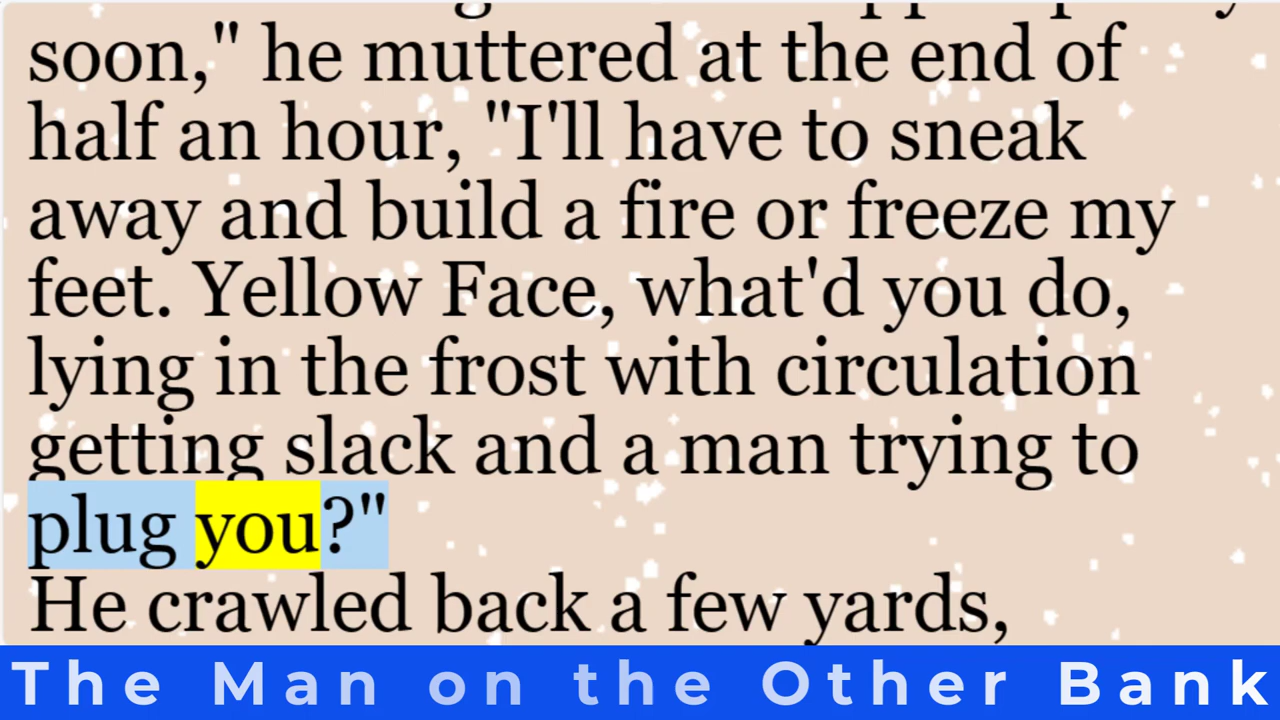 soon," he muttered at the end of
half an hour, "I'll have to sneak
away and build a fire or freeze my
feet. Yellow Face, what'd you do,
lying in the frost with circulation
getting slack and a man trying to
plug you?"
He crawled back a few yards,
The Man on the Other Bank